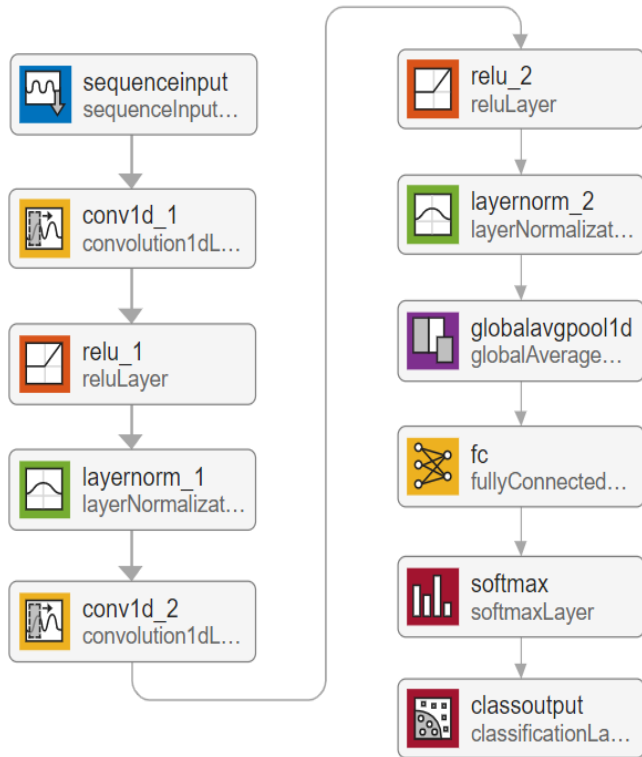 sequenceinput
sequenceInput…
conv1d_1
convolution1dL…
relu_1
reluLayer
layernorm_1
layerNormalizat…
conv1d_2
convolution1dL…
relu_2
reluLayer
layernorm_2
layerNormalizat…
globalavgpool1d
globalAverage…
fc
fullyConnected…
softmax
softmaxLayer
classoutput
classificationLa…